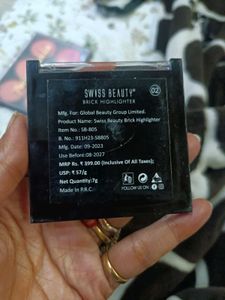 SWISS BEAUTY®
BRICK HIGHLIGHTER
02
Mfg. For: Global Beauty Group Limited.
Product Name: Swiss Beauty Brick Highlighter
Item No.: SB-805
B. No.: 911H23-SB805
Mfg. Date: 09-2023
Use Before: 08-2027
MRP Rs. ₹ 399.00 (Inclusive Of All Taxes);
USP: ₹ 57/g
Net Quantity:7g
Made In P.R.C.
FOLLOW US ON